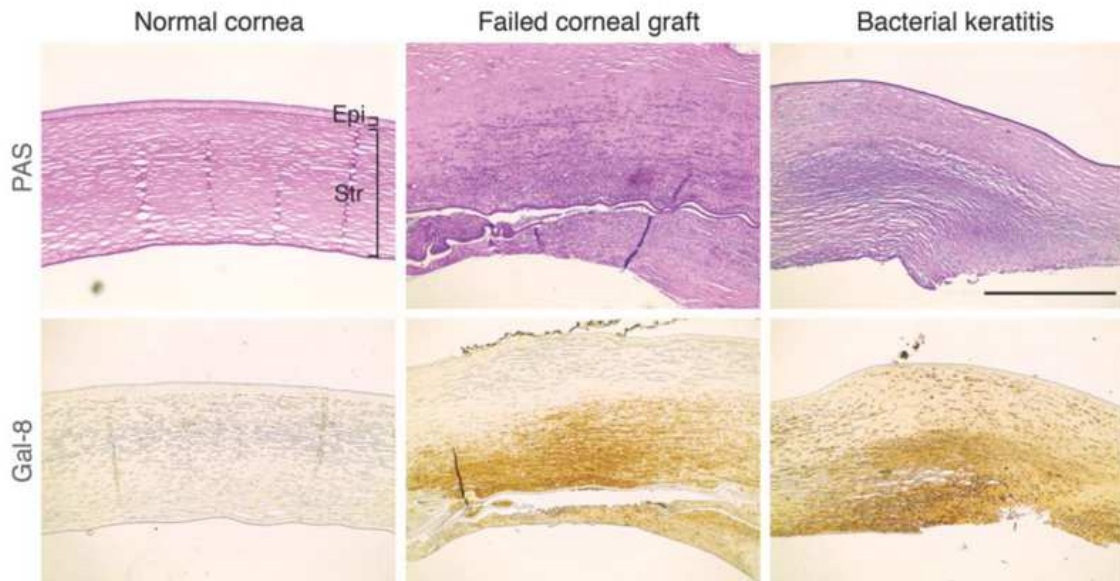 Normal cornea Failed corneal graft Bacterial keratitis
PAS
Epi
Str
Gal-8